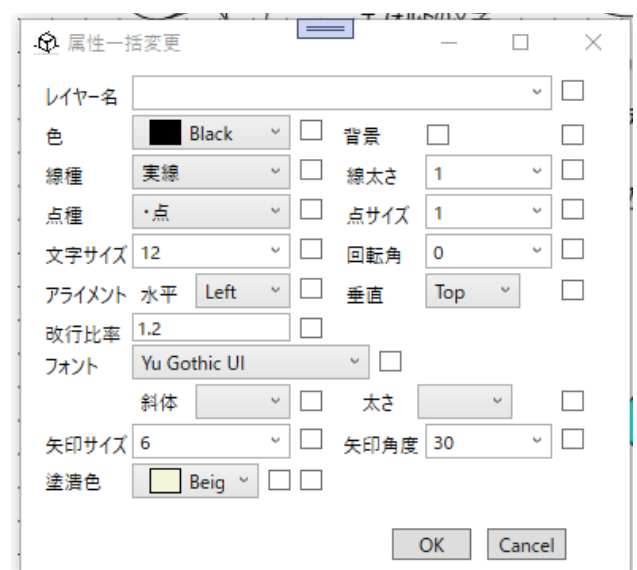 属性一括変更
レイヤー名
色 Black 背景
線種 実線 線太さ 1
点種 ・点 点サイズ 1
文字サイズ 12 回転角 0
アライメント 水平 Left 垂直 Top
改行比率 1.2
フォント Yu Gothic UI
斜体 太さ
矢印サイズ 6 矢印角度 30
塗潰色 Beig
OK Cancel